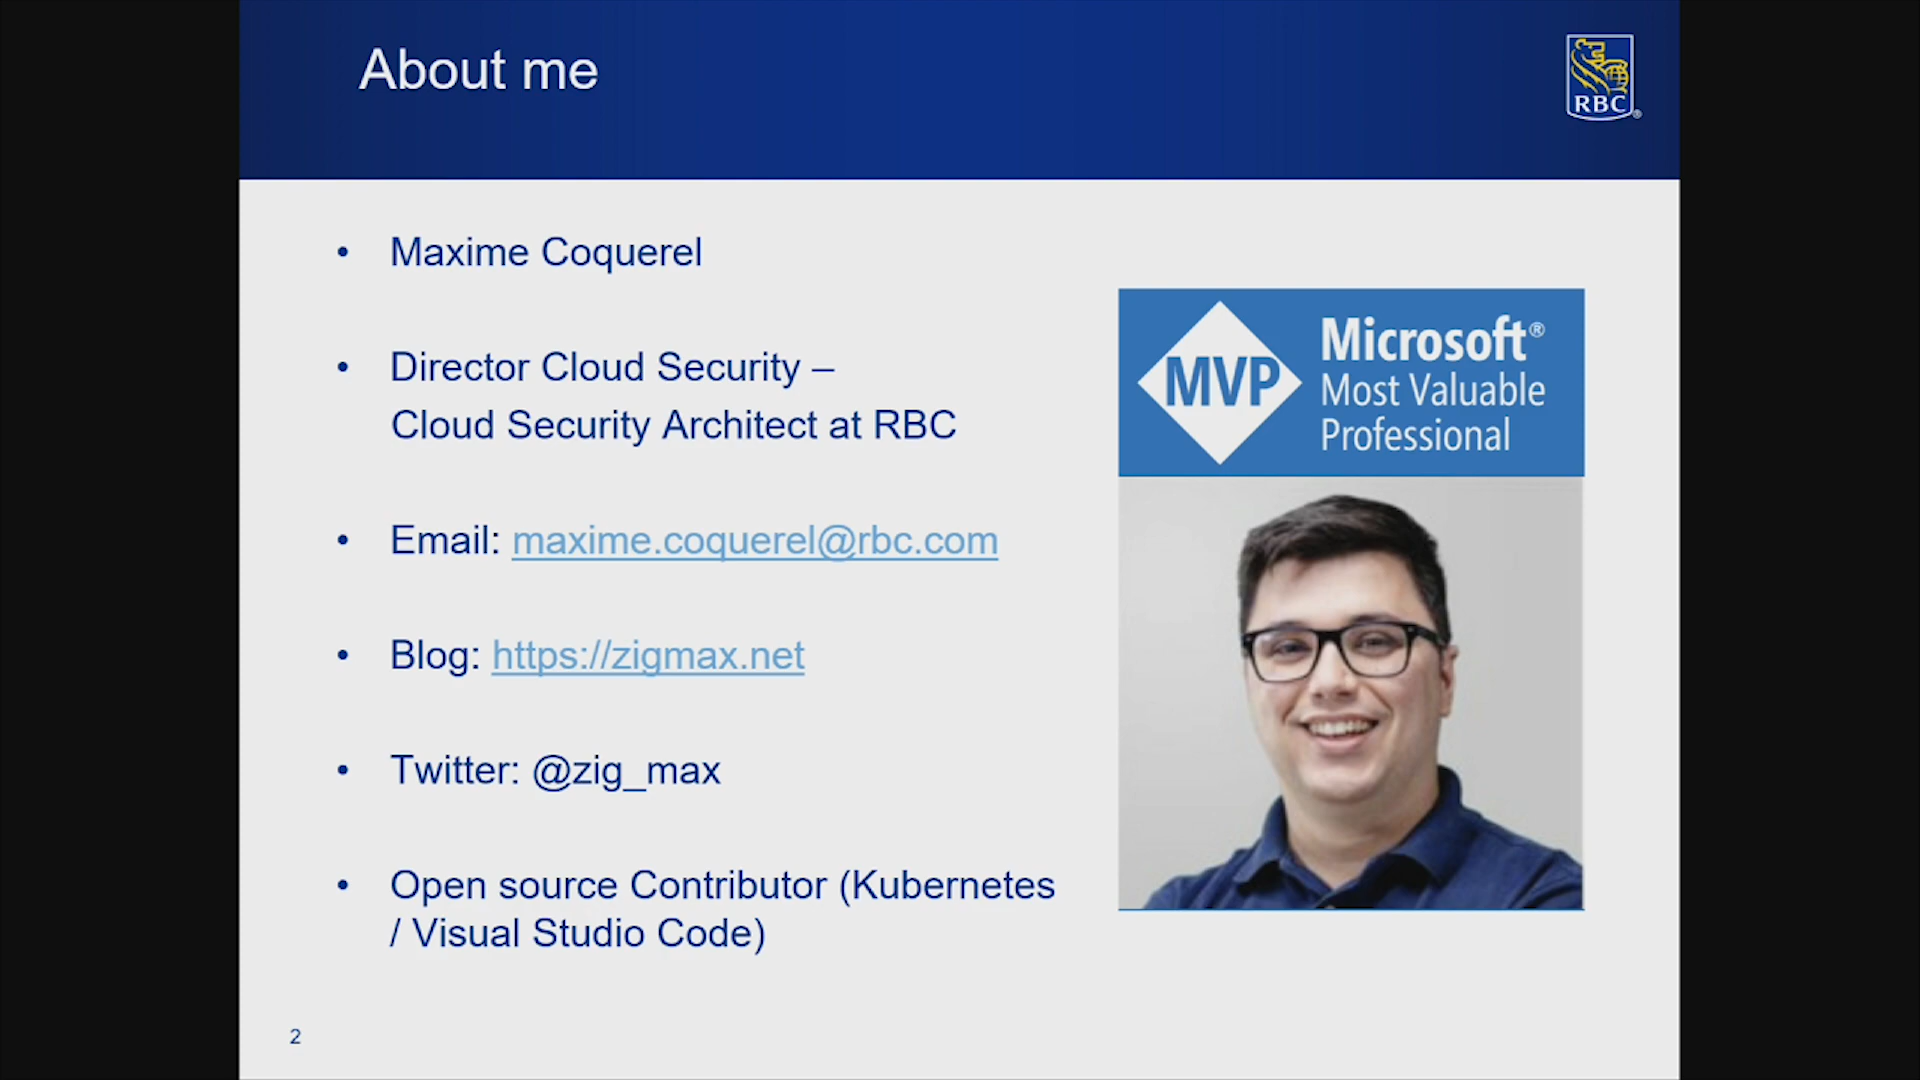 About me
RBC®
• Maxime Coquerel
• Director Cloud Security –
Cloud Security Architect at RBC
• Email: maxime.coquerel@rbc.com
• Blog: https://zigmax.net
• Twitter: @zig_max
• Open source Contributor (Kubernetes
/ Visual Studio Code)
MVP
Microsoft®
Most Valuable
Professional
2